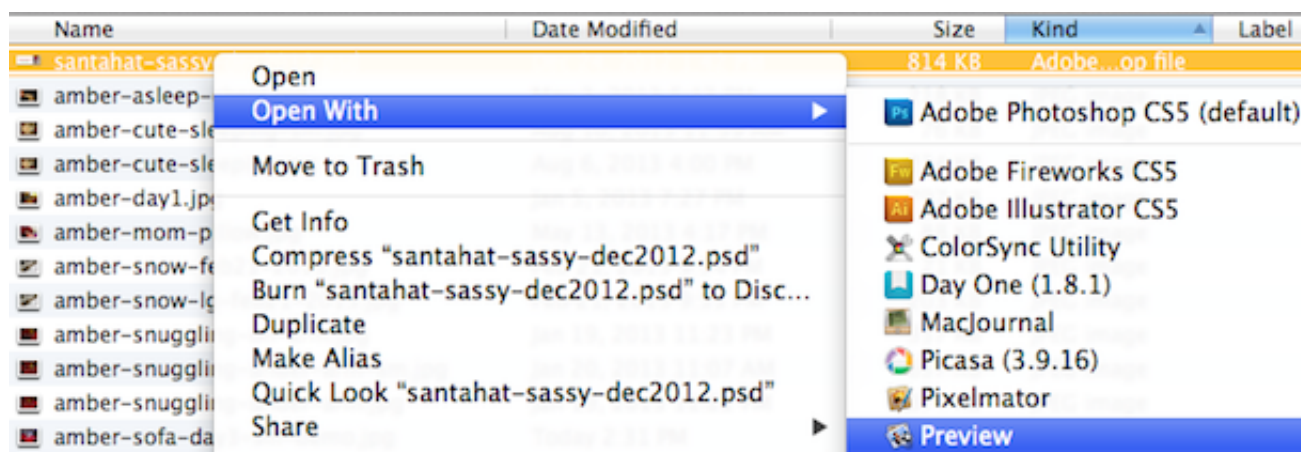 Name Date Modified Size Kind Label
santahat-sassy 814 KB Adobe...op file
Open
amber-asleep-
Open With
Adobe Photoshop CS5 (default)
amber-cute-sle
amber-cute-sle
Move to Trash
Adobe Fireworks CS5
amber-day1.jpg
Adobe Illustrator CS5
Get Info
amber-mom-p
ColorSync Utility
Compress “santahat-sassy-dec2012.psd”
amber-snow-fe
Day One (1.8.1)
Burn “santahat-sassy-dec2012.psd” to Disc...
amber-snow-lg
MacJournal
Duplicate
amber-snuggli
Make Alias
Picasa (3.9.16)
amber-snuggli
Quick Look “santahat-sassy-dec2012.psd”
Pixelmator
amber-snuggli
Share
Preview
amber-sofa-da